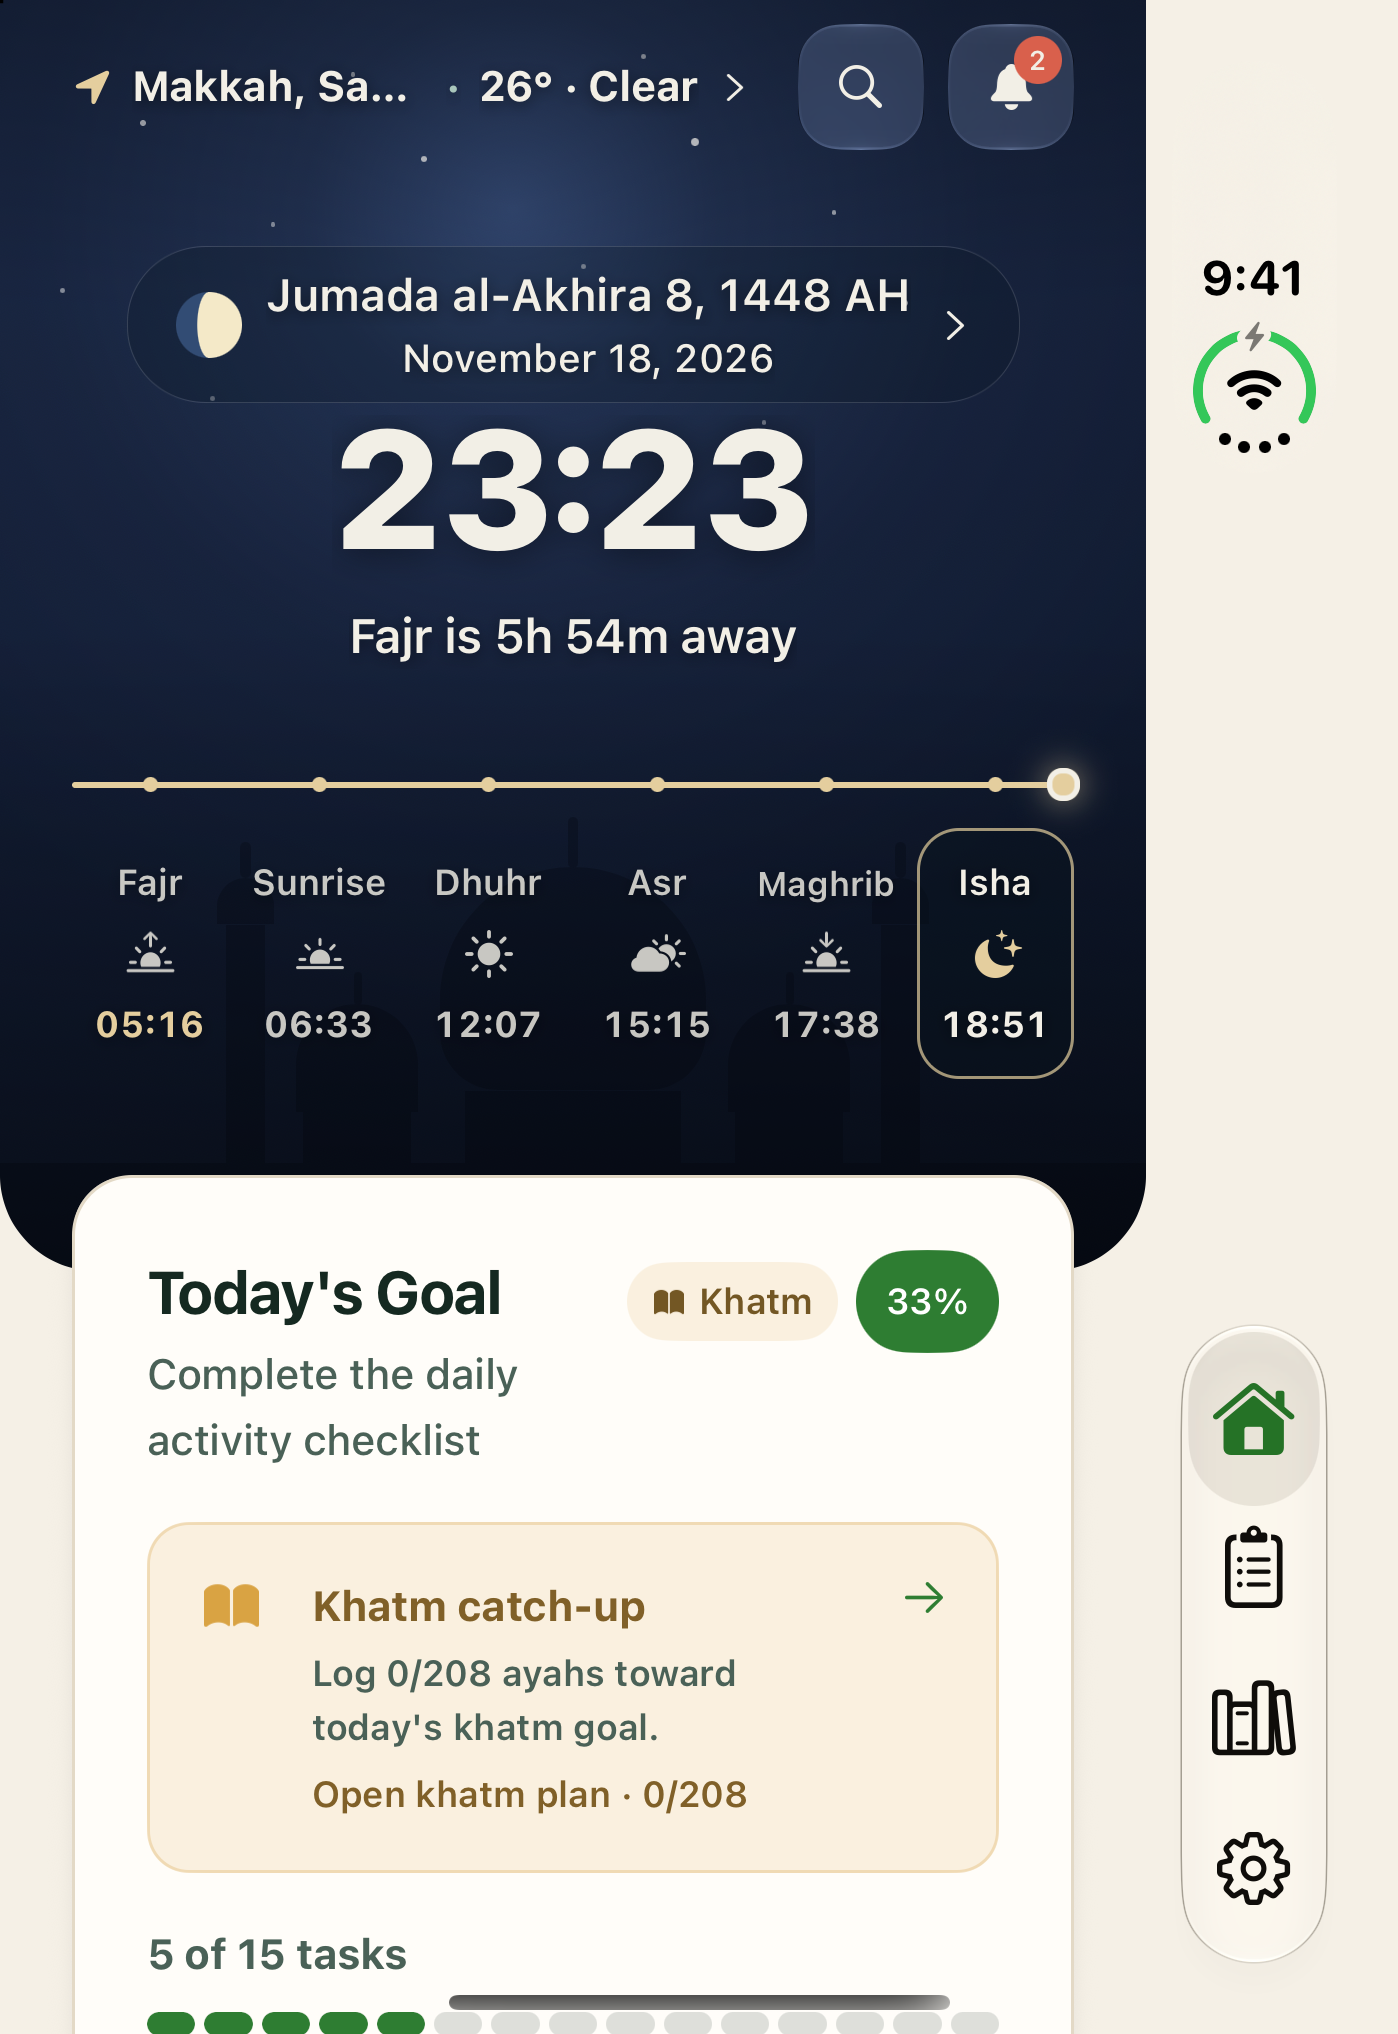 Makkah, Sa... · 26° · Clear
2
9:41
Jumada al-Akhira 8, 1448 AH
November 18, 2026
23:23
Fajr is 5h 54m away
Fajr Sunrise Dhuhr Asr Maghrib Isha
05:16 06:33 12:07 15:15 17:38 18:51
Today's Goal
Khatm 33%
Complete the daily
activity checklist
Khatm catch-up
Log 0/208 ayahs toward
today's khatm goal.
Open khatm plan · 0/208
5 of 15 tasks